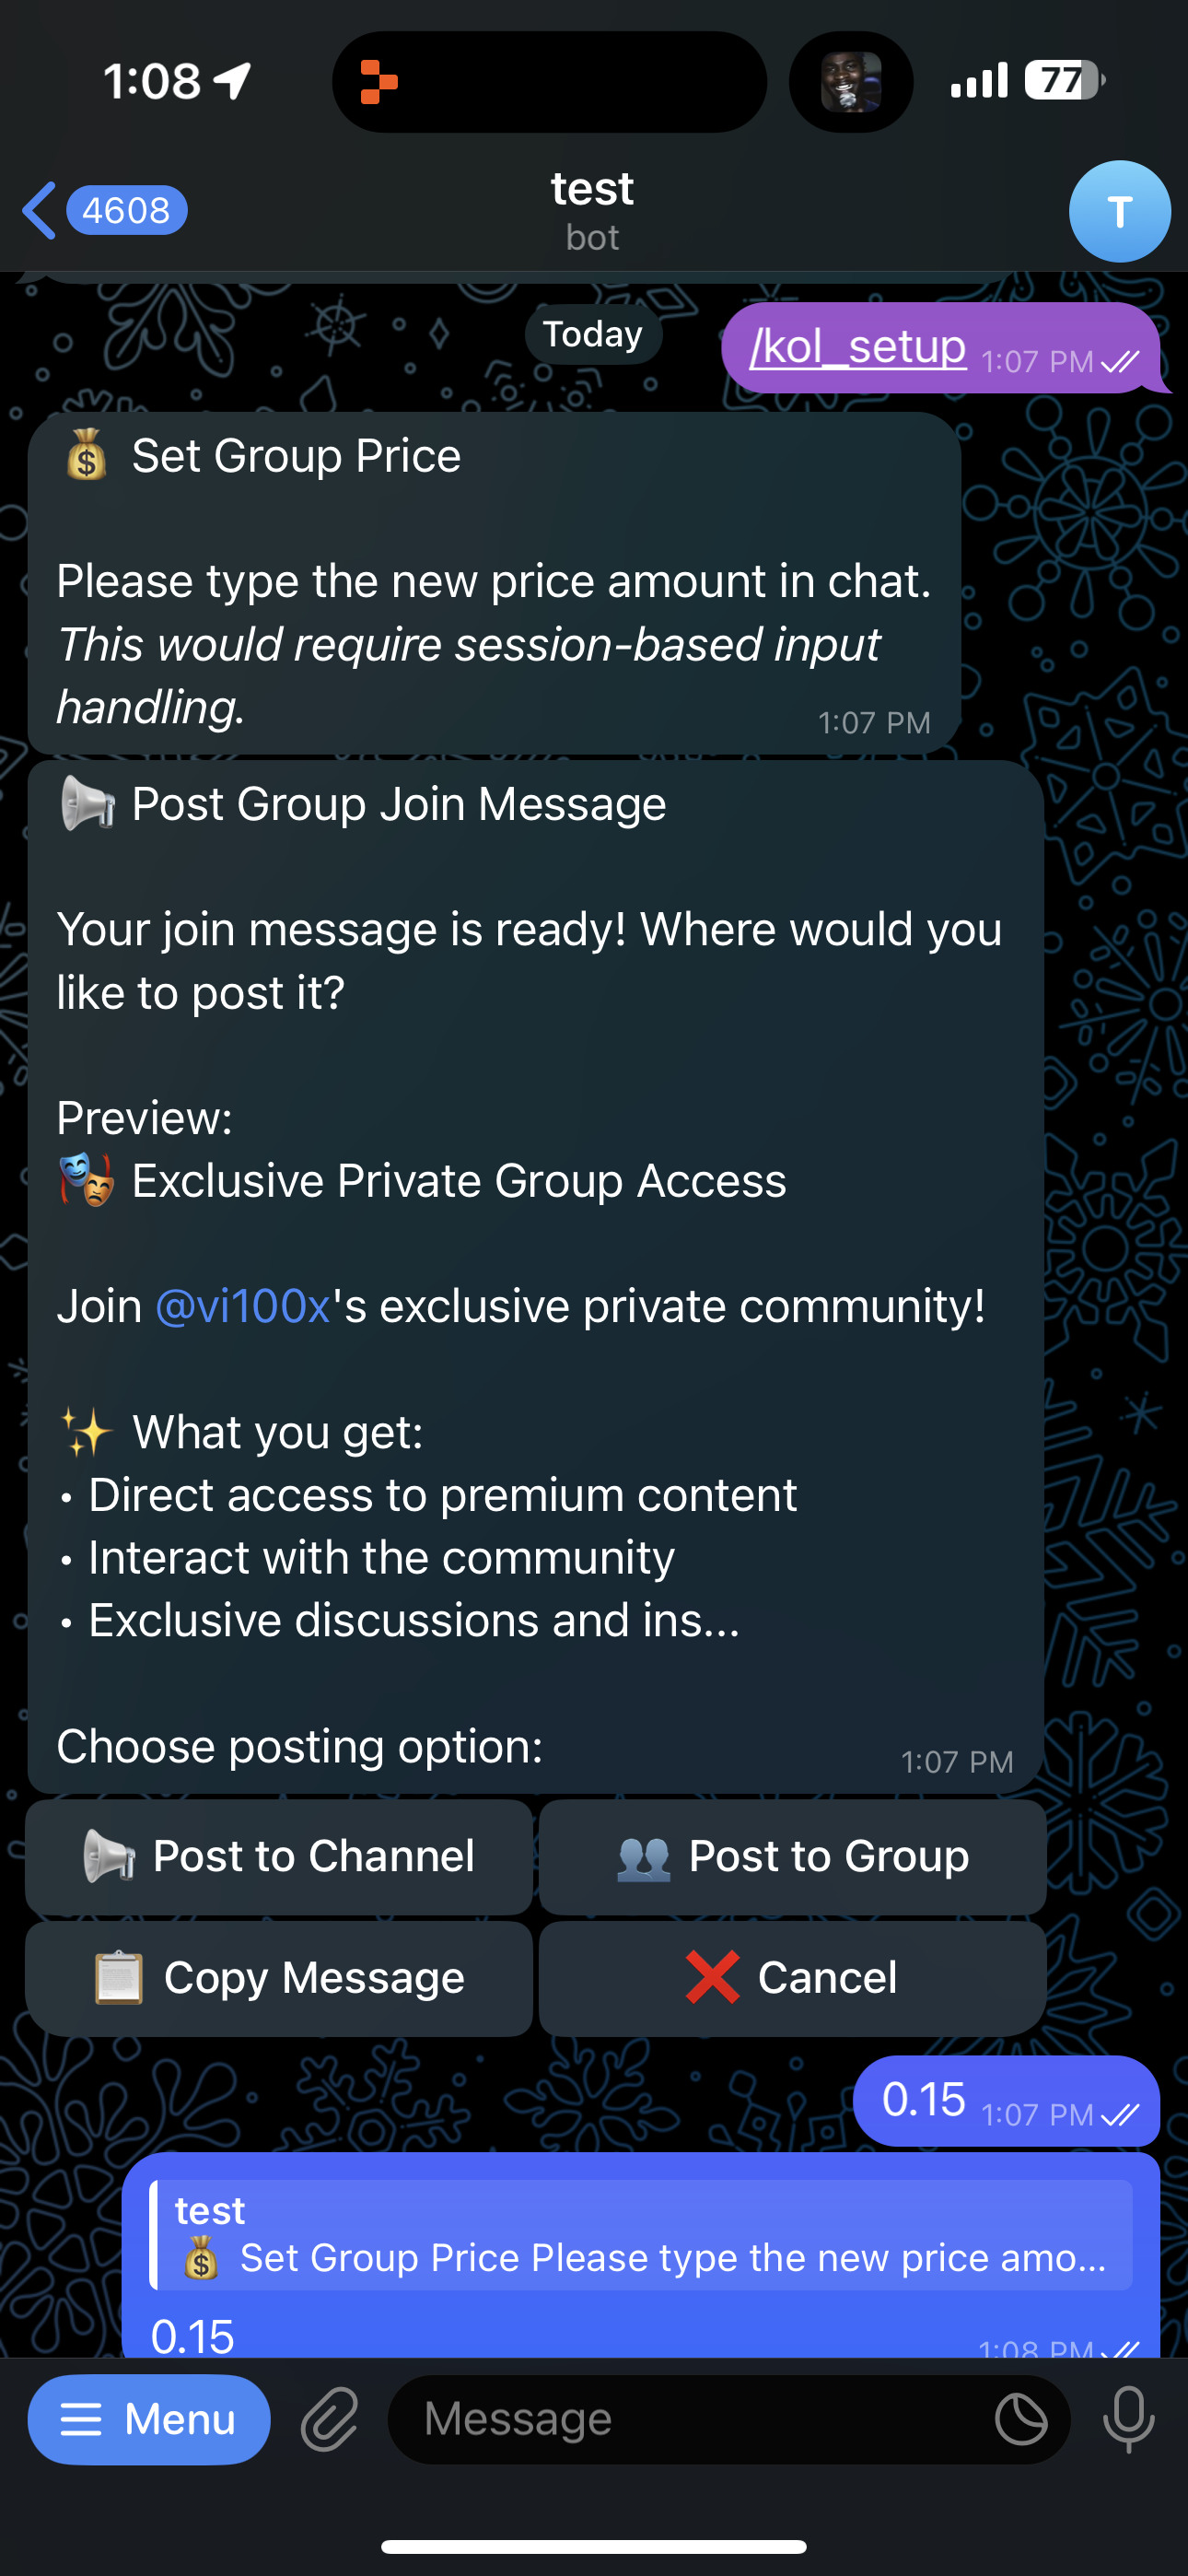 1:08
77
4608
test
bot
T
Today
/kol_setup 1:07 PM
💰 Set Group Price
Please type the new price amount in chat.
This would require session-based input
handling.
1:07 PM
📢 Post Group Join Message
Your join message is ready! Where would you
like to post it?
Preview:
🎭 Exclusive Private Group Access
Join @vi100x's exclusive private community!
✨ What you get:
• Direct access to premium content
• Interact with the community
• Exclusive discussions and ins...
Choose posting option:
1:07 PM
📢 Post to Channel
👥 Post to Group
📋 Copy Message
❌ Cancel
0.15 1:07 PM
test
💰 Set Group Price Please type the new price amo...
0.15
1:08 PM
Menu
Message